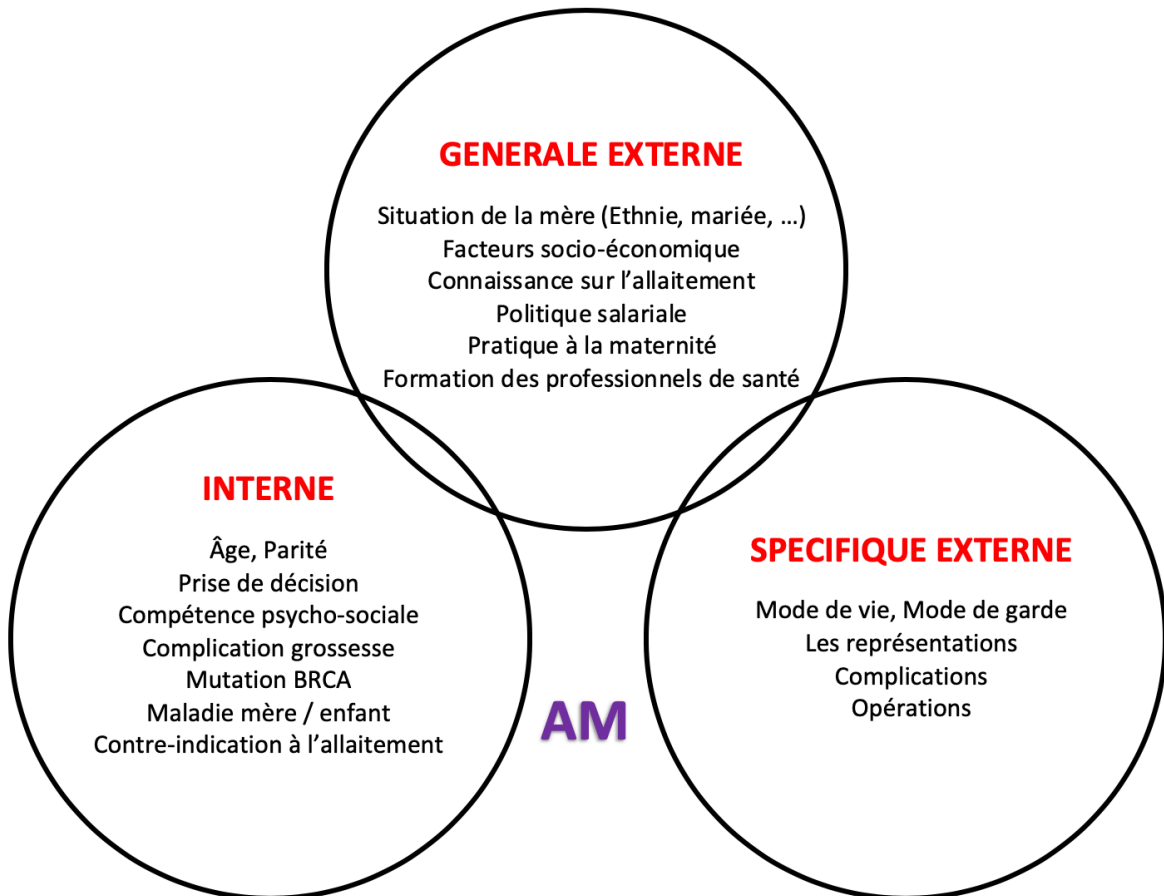 GENERALE EXTERNE
Situation de la mère (Ethnie, mariée, ...)
Facteurs socio-économique
Connaissance sur l'allaitement
Politique salariale
Pratique à la maternité
Formation des professionnels de santé
INTERNE
Âge, Parité
Prise de décision
Compétence psycho-sociale
Complication grossesse
Mutation BRCA
Maladie mère / enfant
Contre-indication à l'allaitement
SPECIFIQUE EXTERNE
Mode de vie, Mode de garde
Les représentations
Complications
Opérations
AM